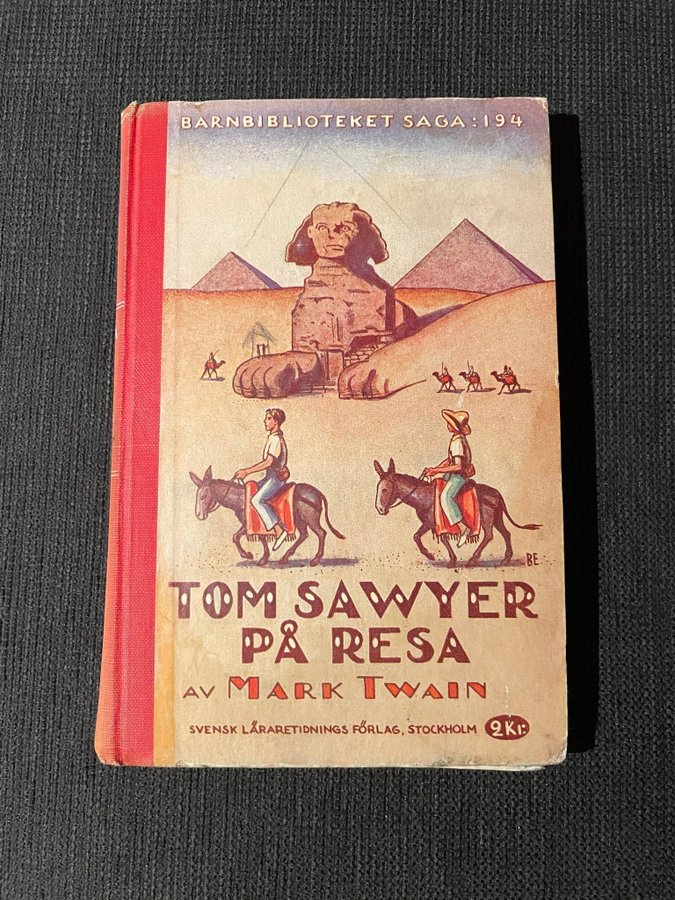 BARNBIBLIOTEKET SAGA: 194
BE
TOM SAWYER
PÅ RESA
AV MARK TWAIN
SVENSK LÄRARETIDNINGS FÖRLAG, STOCKHOLM 2 Kr.